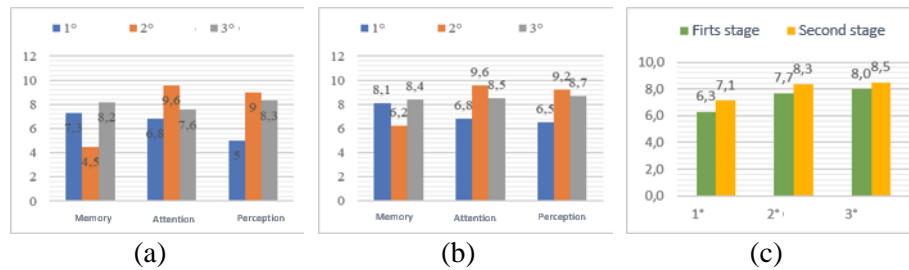 1° 2° 3°
12
10
8
6
4
2
0
7,3 4,5 8,2
6,8 9,6 7,6
5 9 8,3
Memory Attention Perception
(a)
1° 2° 3°
12
10
8
6
4
2
0
8,1 6,2 8,4
6,8 9,6 8,5
6,5 9,2 8,7
Memory Attention Perception
(b)
Firts stage Second stage
10,0
8,0
6,0
0,0
6,3 7,1
7,7 8,3
8,0 8,5
1° 2° 3°
(c)